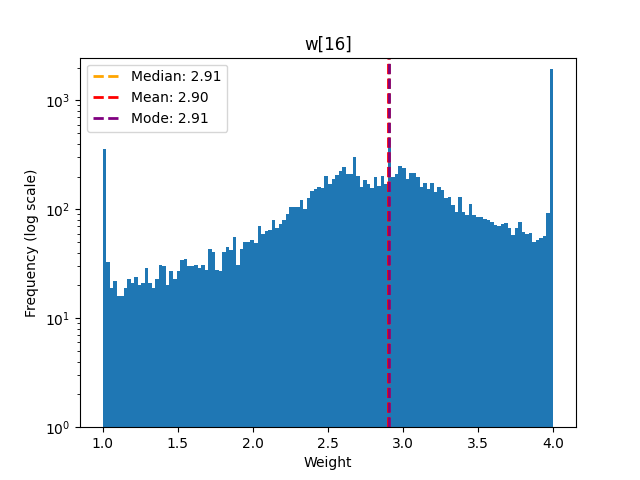 w[16]
Median: 2.91
Mean: 2.90
Mode: 2.91
Frequency (log scale)
10³
10²
10¹
10⁰
1.0 1.5 2.0 2.5 3.0 3.5 4.0
Weight